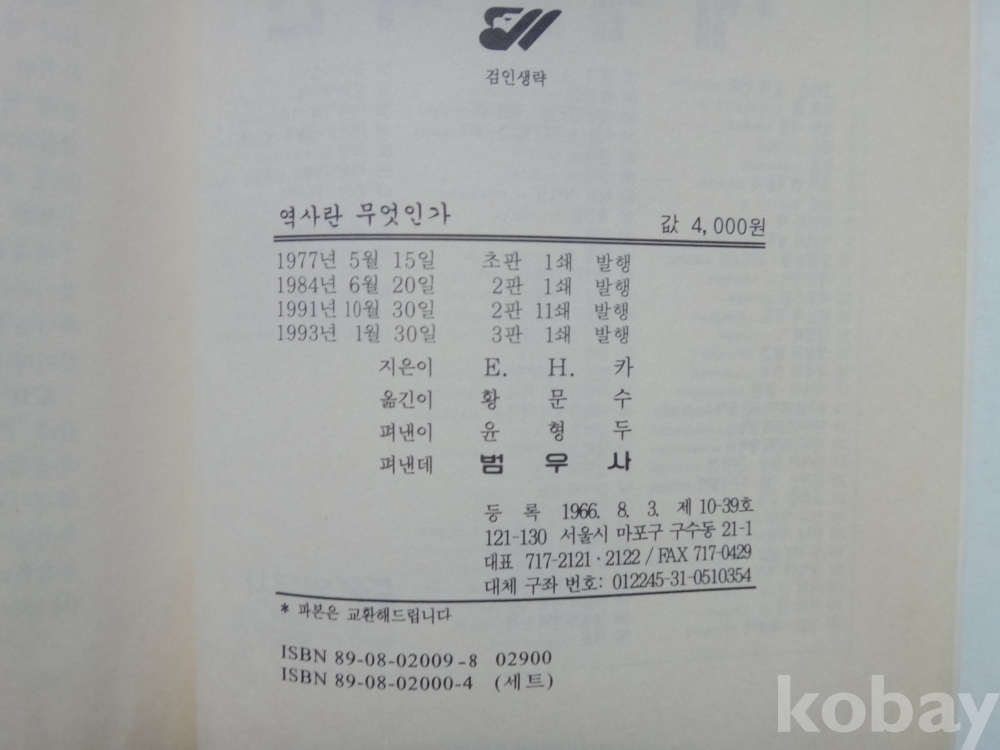 검인생략
역사란 무엇인가 값 4,000원
1977년 5월 15일 초판 1쇄 발행
1984년 6월 20일 2판 1쇄 발행
1991년 10월 30일 2판 11쇄 발행
1993년 1월 30일 3판 1쇄 발행
지은이 E. H. 카
옮긴이 황 문 수
펴낸이 윤 형 두
펴낸데 범 우 사
등 록 1966. 8. 3. 제 10-39호
121-130 서울시 마포구 구수동 21-1
대표 717-2121 · 2122 / FAX 717-0429
대체 구좌 번호: 012245-31-0510354
* 파본은 교환해드립니다
ISBN 89-08-02009-8 02900
ISBN 89-08-02000-4 (세트)
kobay